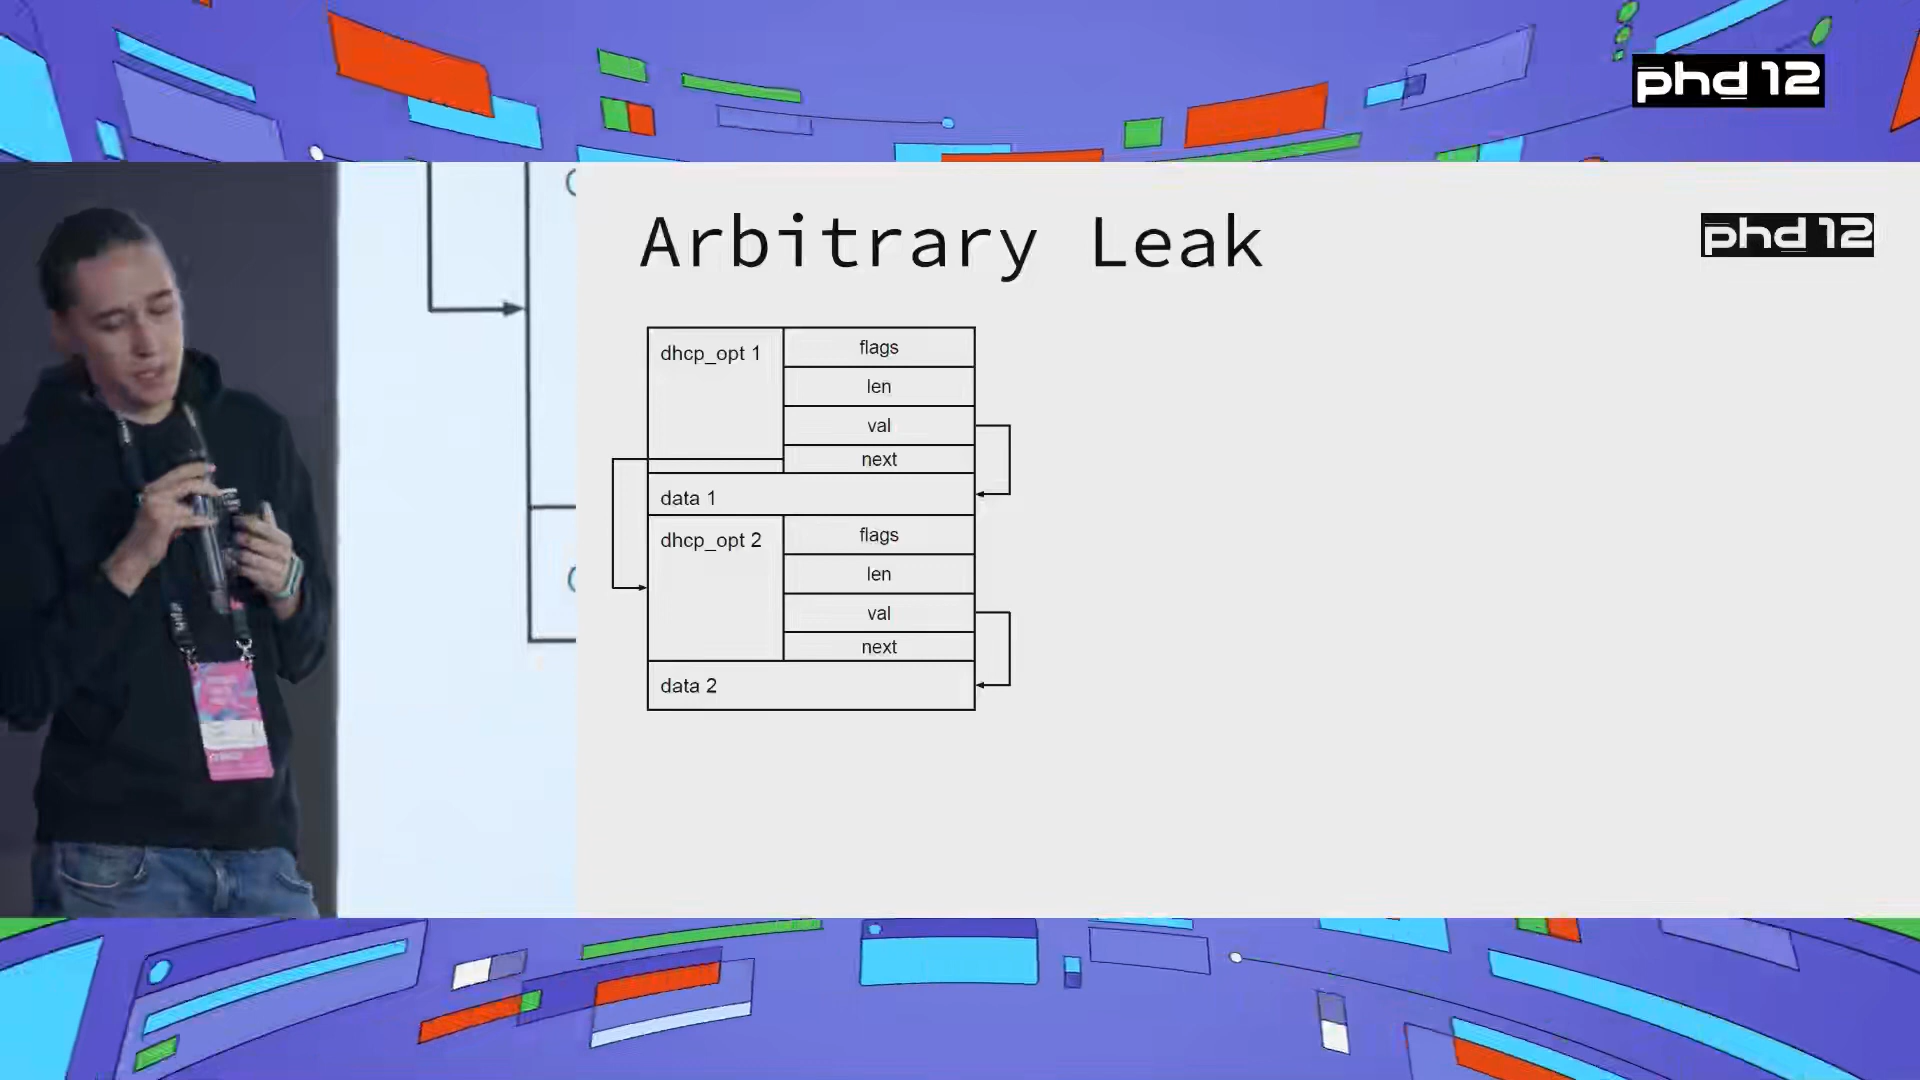 phd 12
Arbitrary Leak
phd 12
dhcp_opt 1
flags
len
val
next
data 1
dhcp_opt 2
flags
len
val
next
data 2